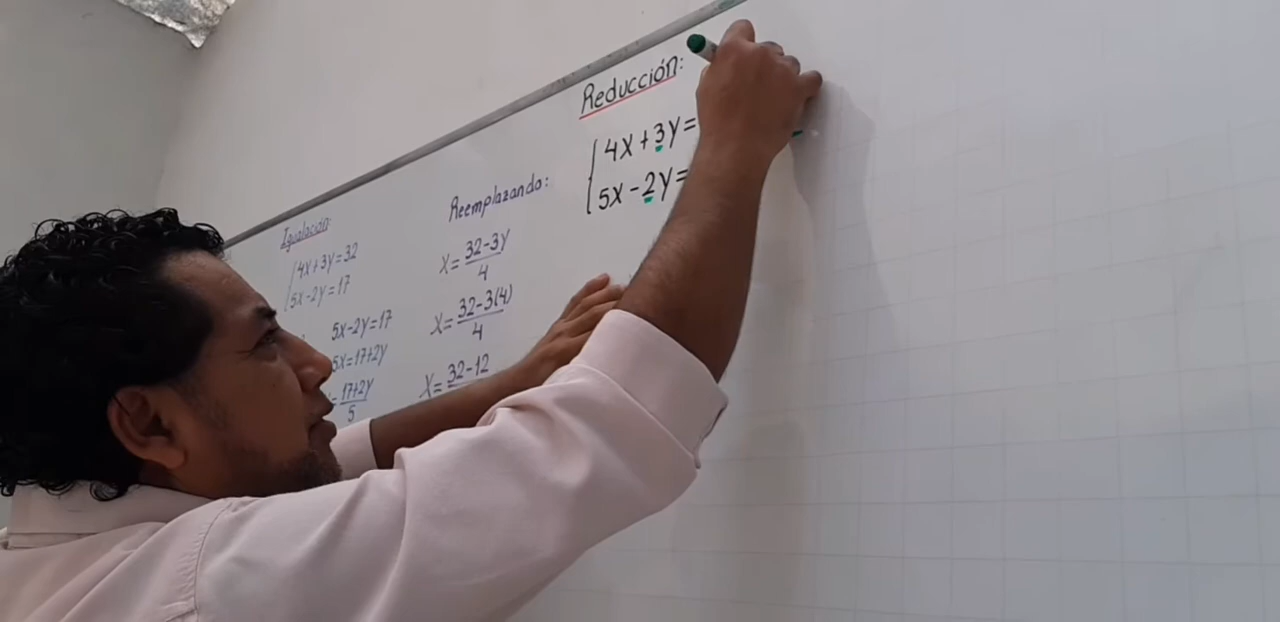 Igualación:
4x+3y=32
5x-2y=17
5x-2y=17
5x=17+2y
17+2y
5
Reemplazando:
x=32-3y
4
x=32-3(4)
4
x=32-12
Reducción:
4x+3y=
5x-2y=